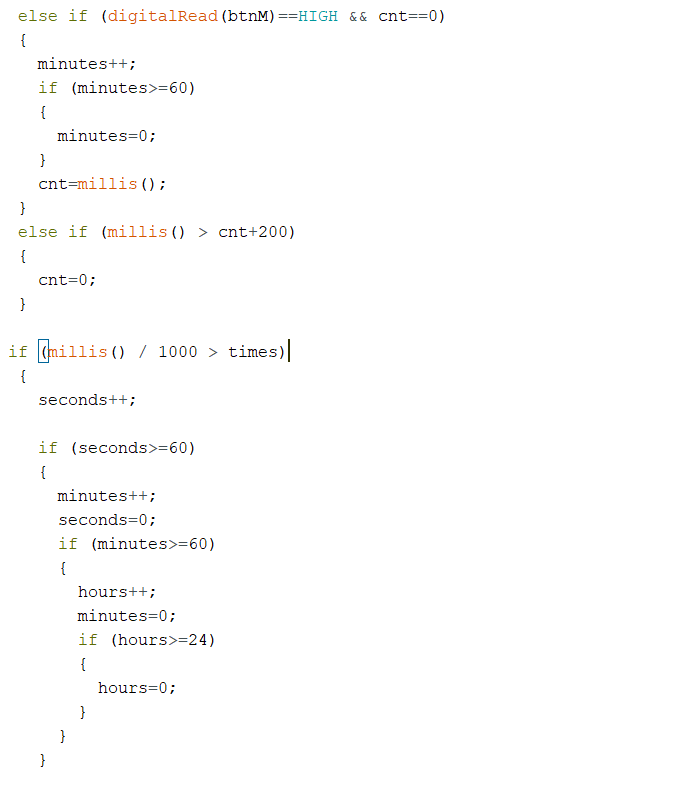 else if (digitalRead(btnM)==HIGH && cnt==0)
{
minutes++;
if (minutes>=60)
{
minutes=0;
}
cnt=millis();
}
else if (millis() > cnt+200)
{
cnt=0;
}
if (millis() / 1000 > times)
{
seconds++;
if (seconds>=60)
{
minutes++;
seconds=0;
if (minutes>=60)
{
hours++;
minutes=0;
if (hours>=24)
{
hours=0;
}
}
}